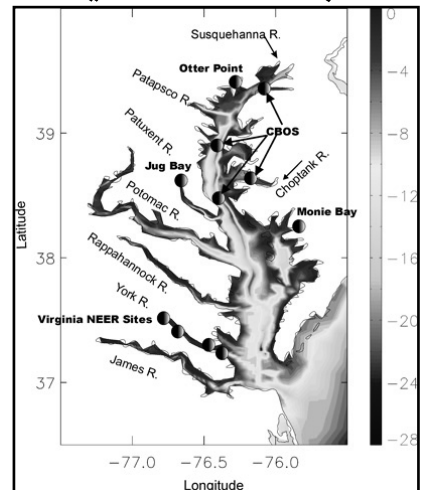 Susquehanna R.
Otter Point
Patapsco R.
CBOS
Patuxent R.
Jug Bay
Choptank R.
Potomac R.
Monie Bay
Rappahannock R.
York R.
Virginia NEER Sites
James R.
39
38
37
Latitude
-77.0
-76.5
-76.0
Longitude
0
-4
-8
-12
-16
-20
-24
-28